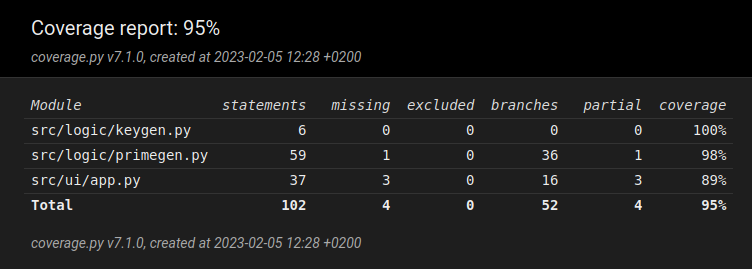 Coverage report: 95%
coverage.py v7.1.0, created at 2023-02-05 12:28 +0200
Module statements missing excluded branches partial coverage
src/logic/keygen.py 6 0 0 0 0 100%
src/logic/primegen.py 59 1 0 36 1 98%
src/ui/app.py 37 3 0 16 3 89%
Total 102 4 0 52 4 95%
coverage.py v7.1.0, created at 2023-02-05 12:28 +0200